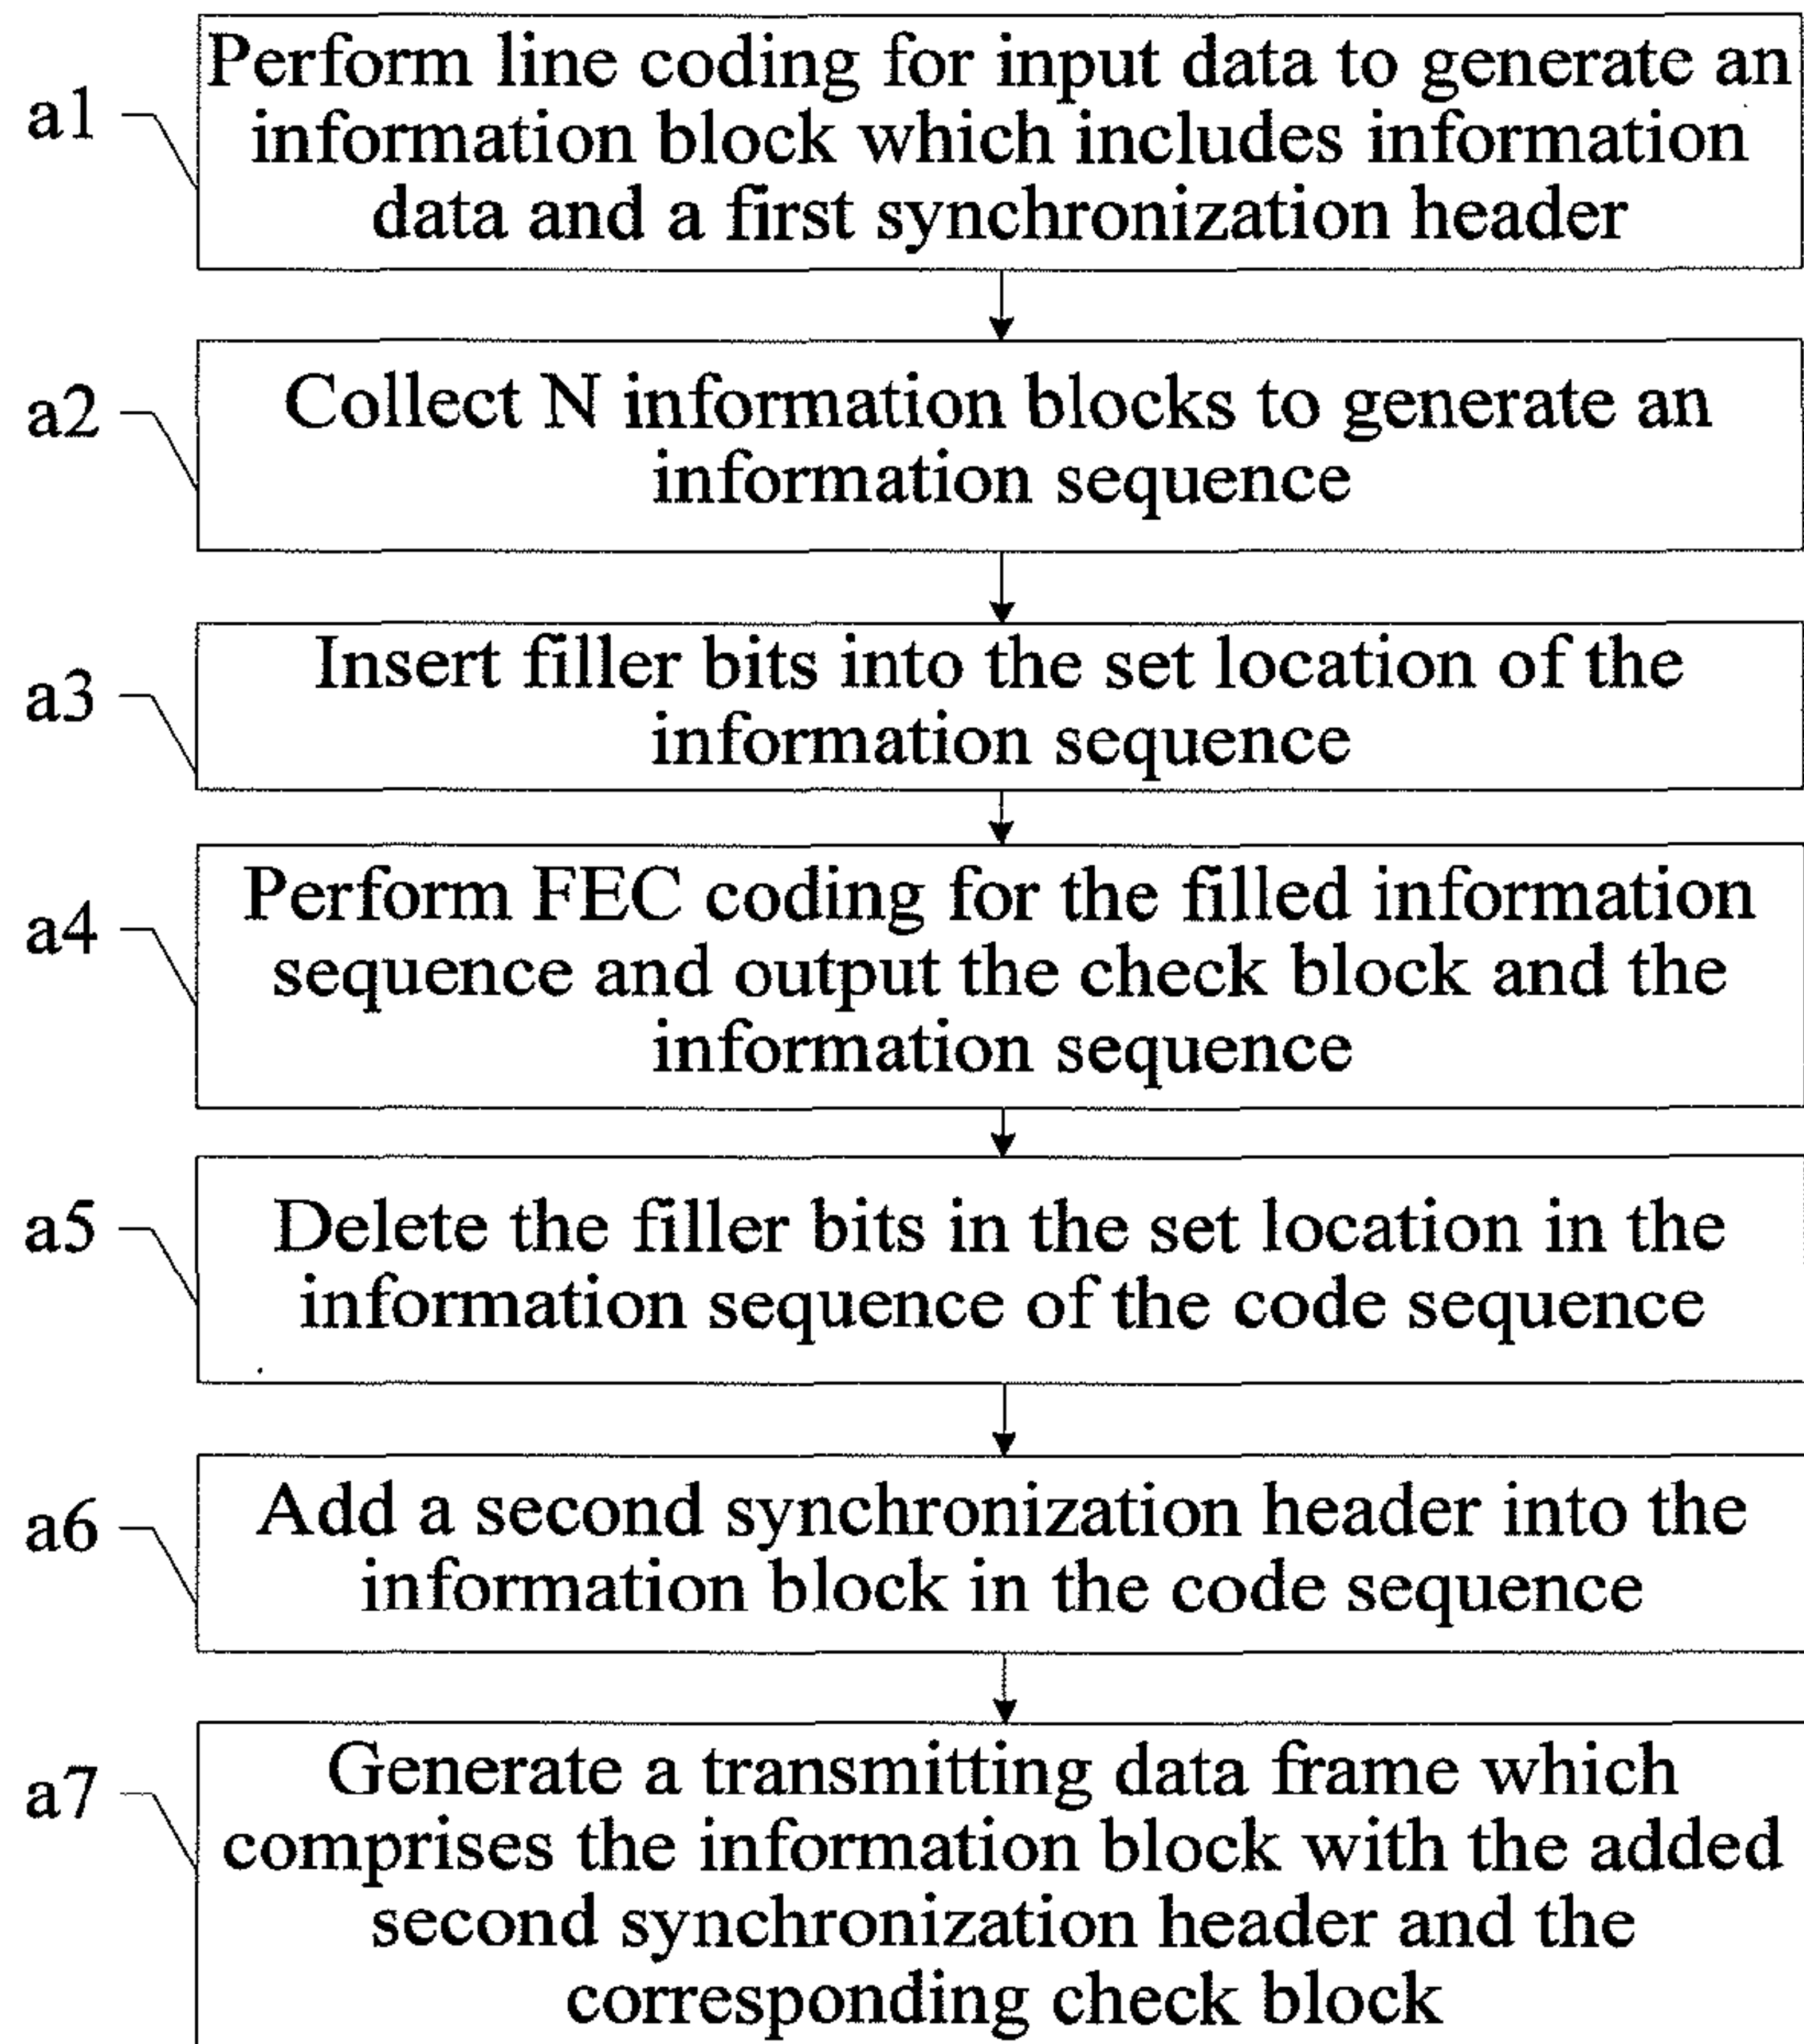 a1
Perform line coding for input data to generate an
information block which includes information
data and a first synchronization header
a2
Collect N information blocks to generate an
information sequence
a3
Insert filler bits into the set location of the
information sequence
a4
Perform FEC coding for the filled information
sequence and output the check block and the
information sequence
a5
Delete the filler bits in the set location in the
information sequence of the code sequence
a6
Add a second synchronization header into the
information block in the code sequence
a7
Generate a transmitting data frame which
comprises the information block with the added
second synchronization header and the
corresponding check block